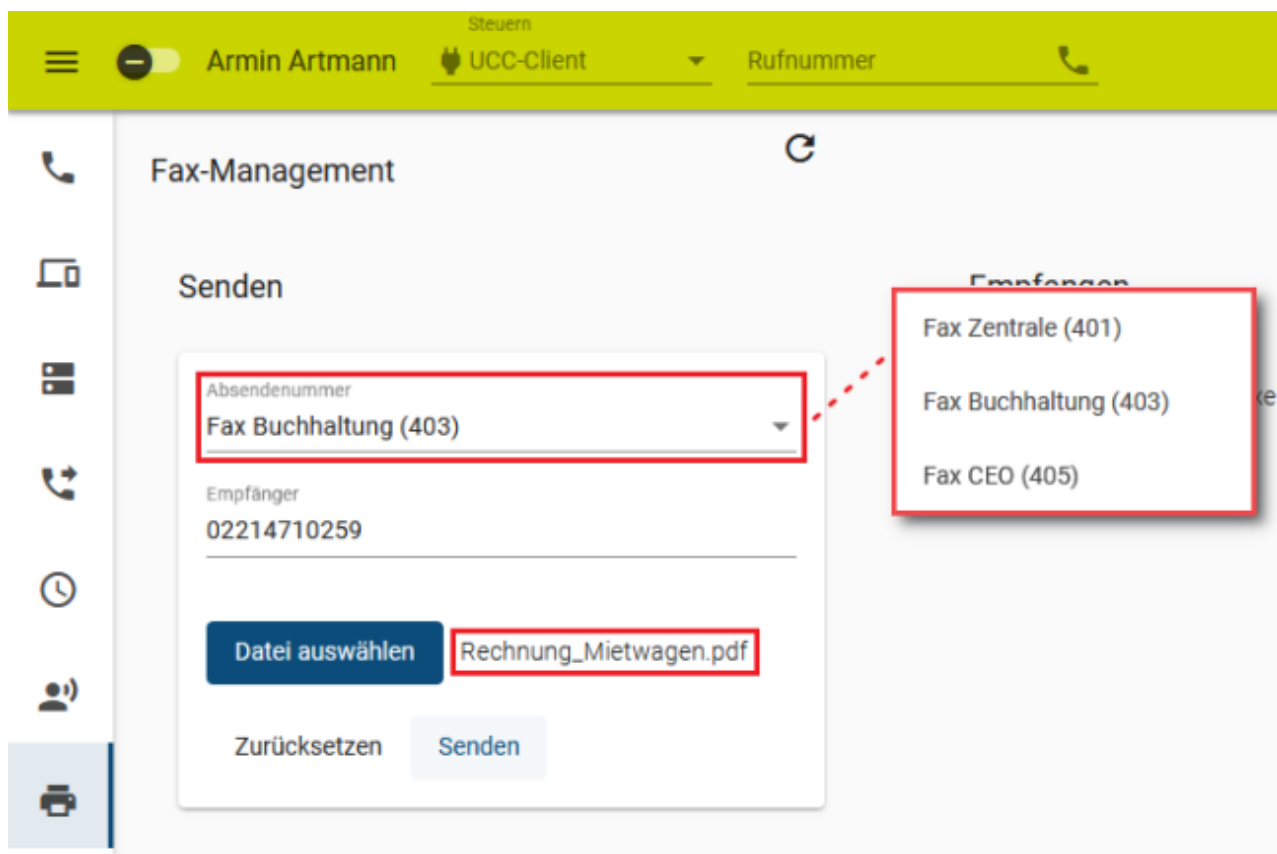 Steuern
Armin Artmann UCC-Client Rufnummer
Fax-Management
Senden Empfangen
Fax Zentrale (401)
Fax Buchhaltung (403)
Fax CEO (405)
Absendenummer
Fax Buchhaltung (403)
Empfänger
02214710259
Datei auswählen Rechnung_Mietwagen.pdf
Zurücksetzen Senden